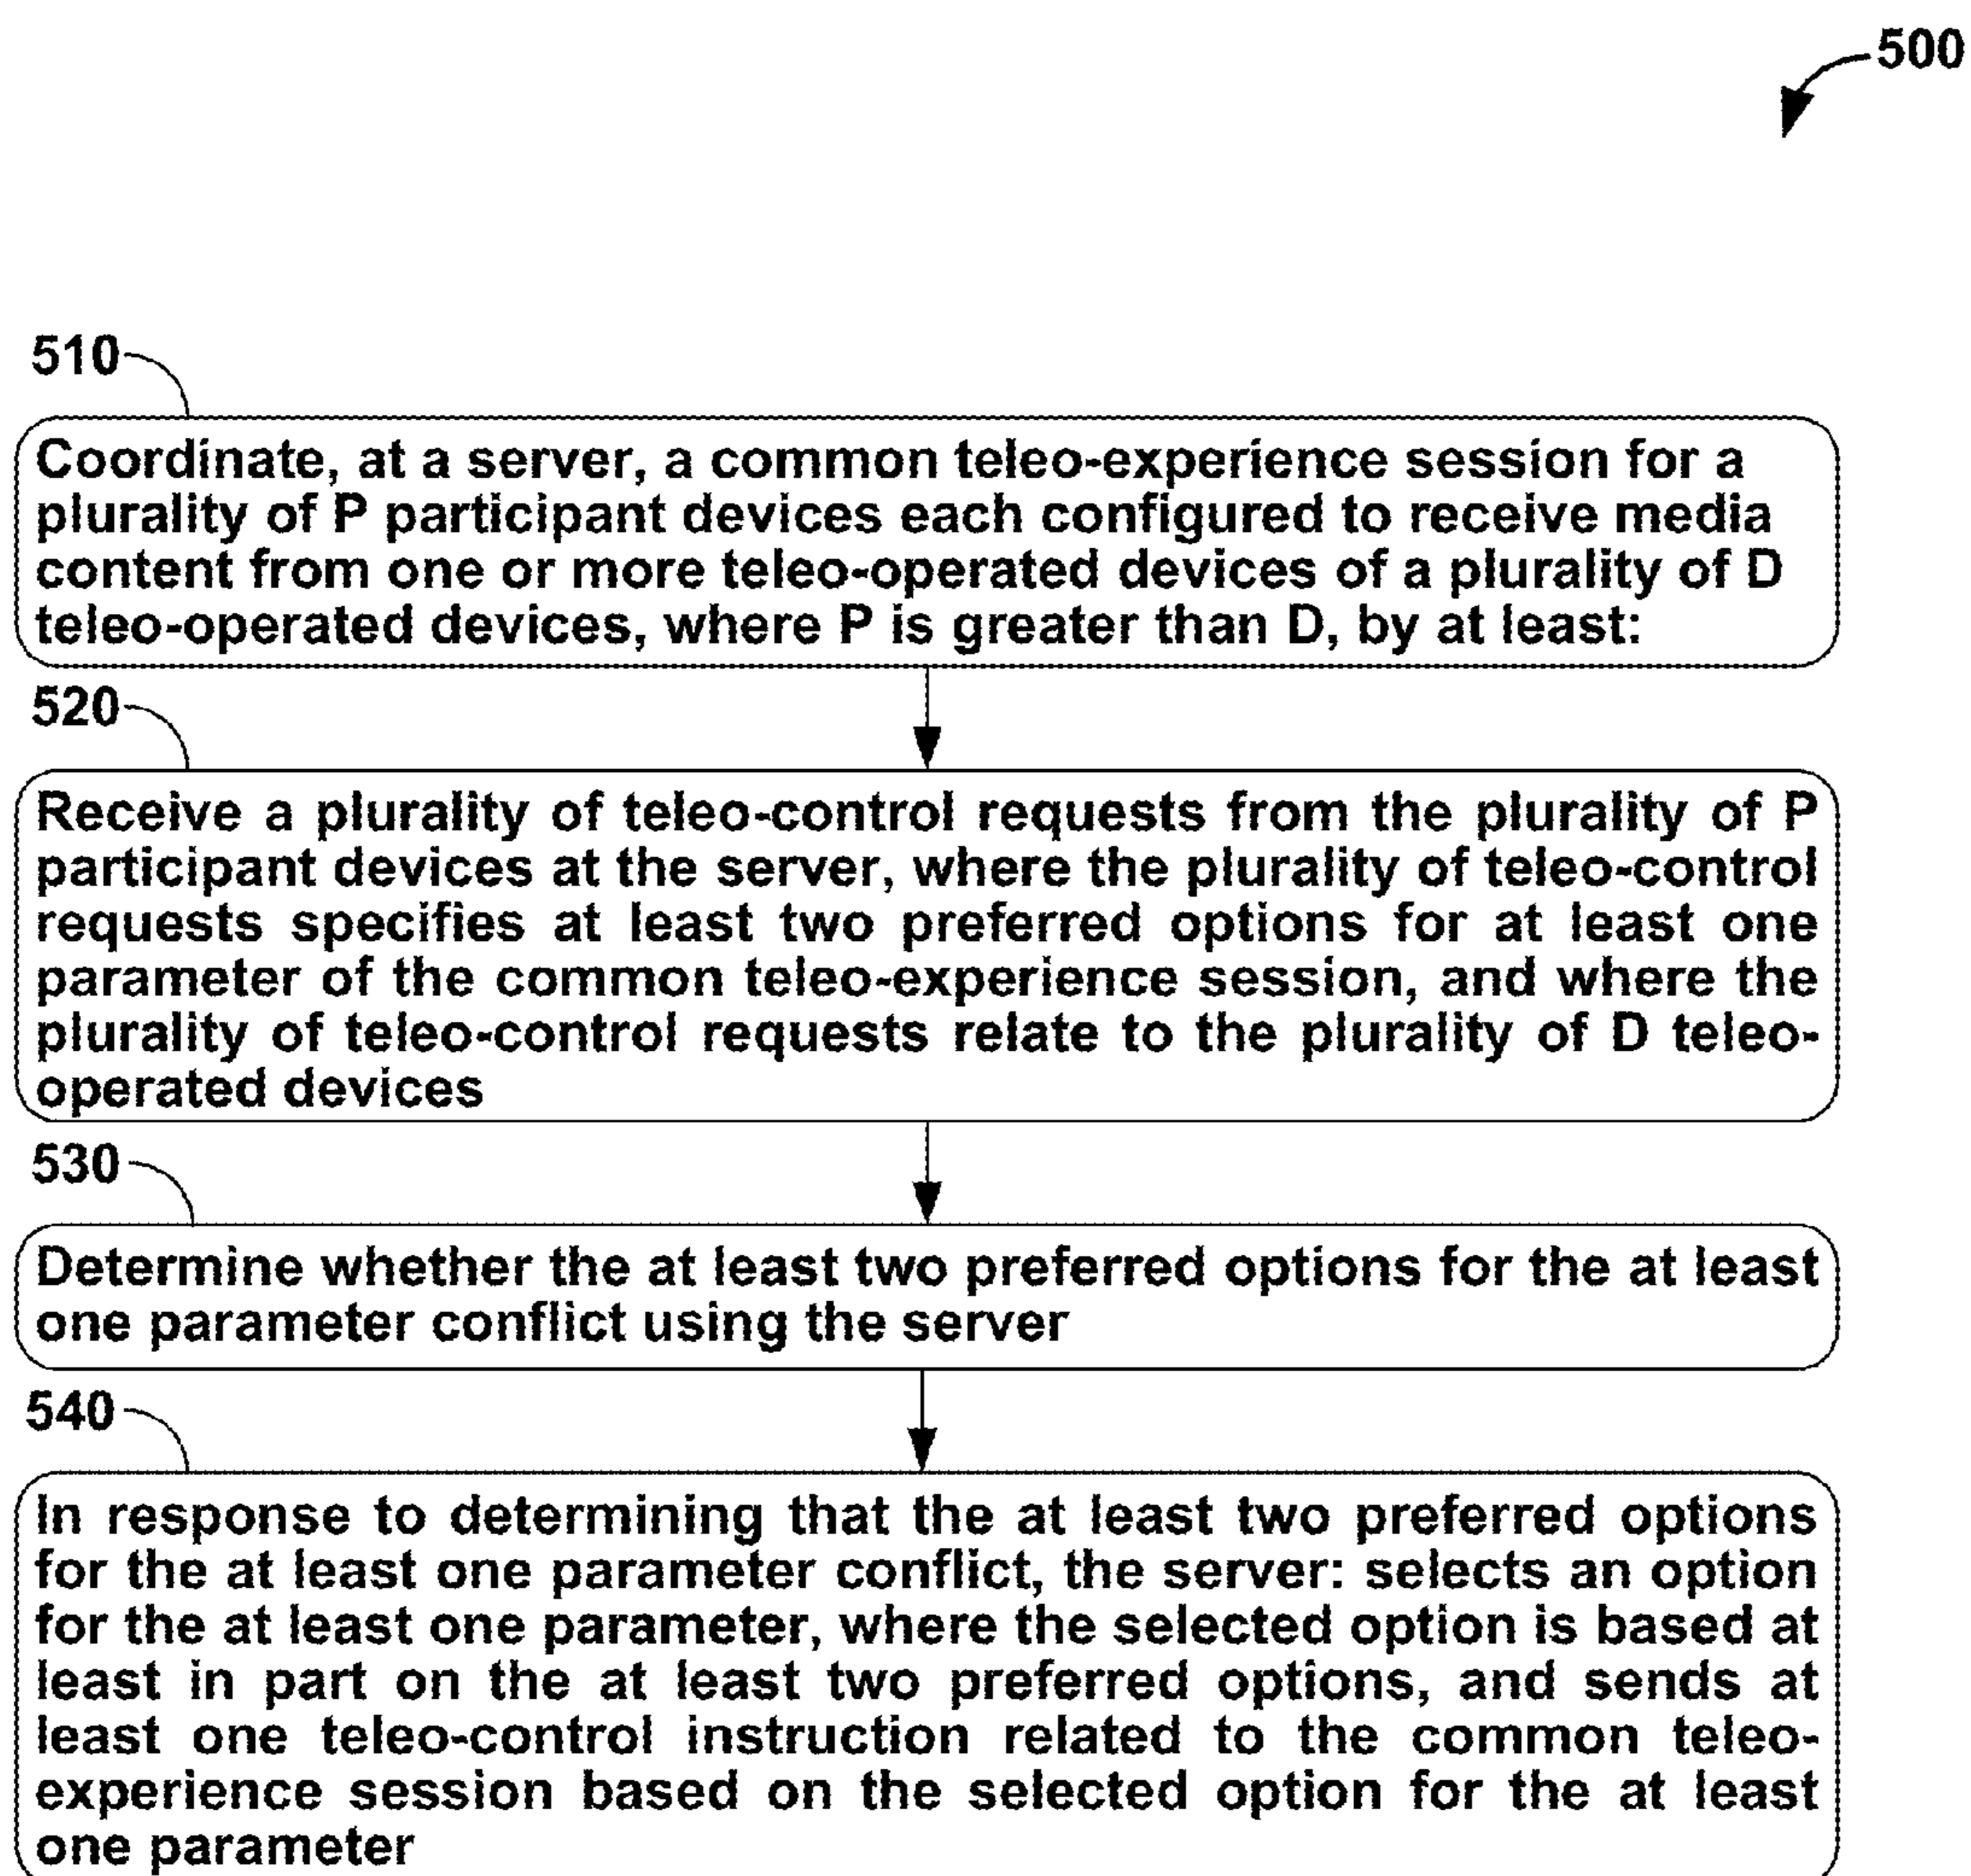 500
510
Coordinate, at a server, a common teleo-experience session for a
plurality of P participant devices each configured to receive media
content from one or more teleo-operated devices of a plurality of D
teleo-operated devices, where P is greater than D, by at least:
520
Receive a plurality of teleo-control requests from the plurality of P
participant devices at the server, where the plurality of teleo-control
requests specifies at least two preferred options for at least one
parameter of the common teleo-experience session, and where the
plurality of teleo-control requests relate to the plurality of D teleo-
operated devices
530
Determine whether the at least two preferred options for the at least
one parameter conflict using the server
540
In response to determining that the at least two preferred options
for the at least one parameter conflict, the server: selects an option
for the at least one parameter, where the selected option is based at
least in part on the at least two preferred options, and sends at
least one teleo-control instruction related to the common teleo-
experience session based on the selected option for the at least
one parameter